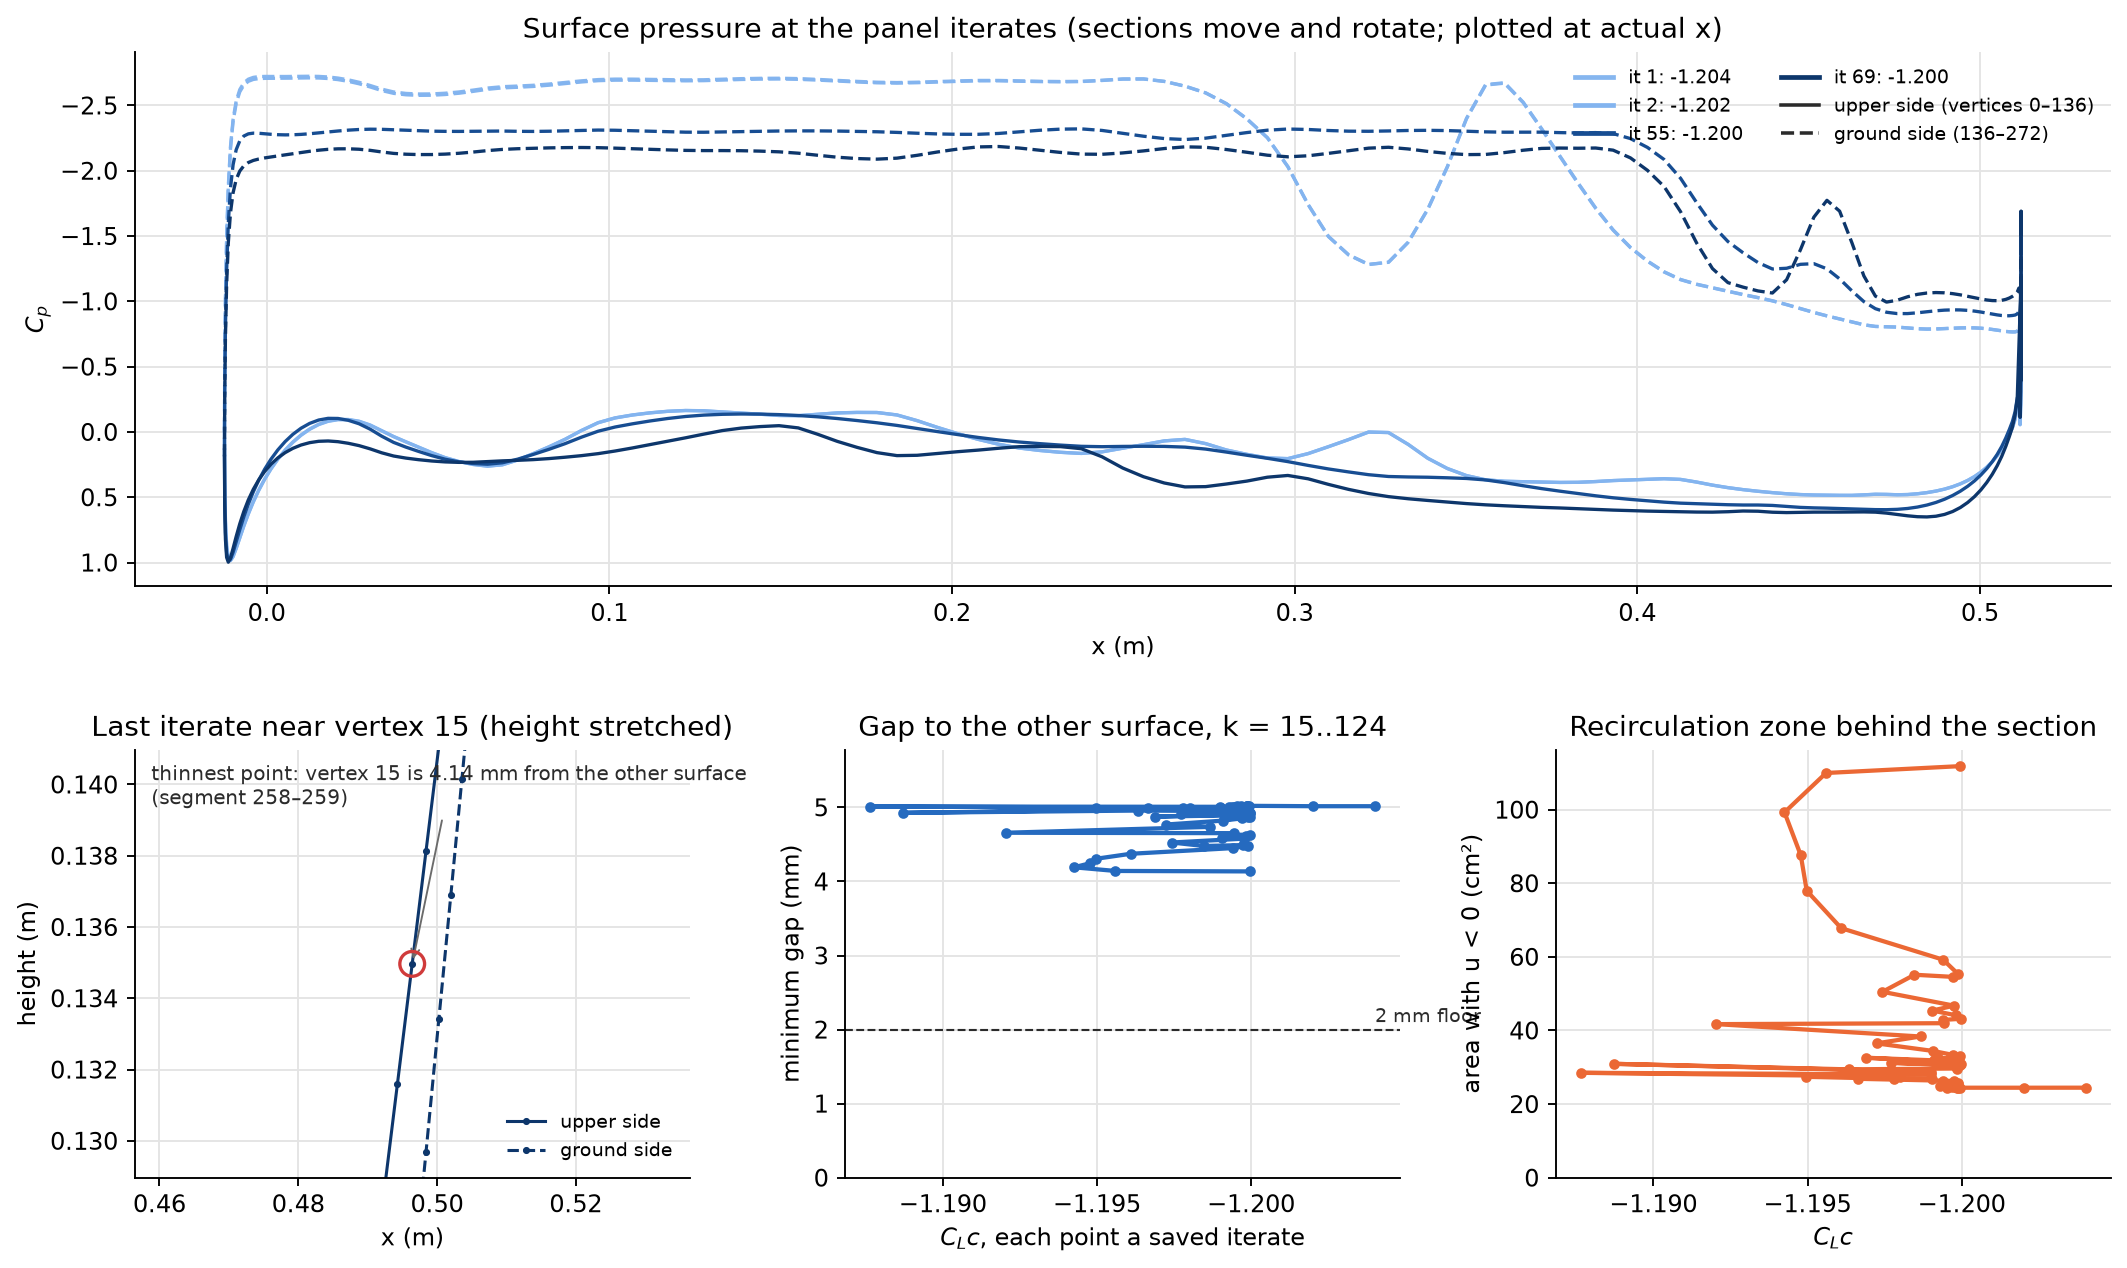 Surface pressure at the panel iterates (sections move and rotate; plotted at actual x)
it 1: -1.204
it 2: -1.202
it 55: -1.200
it 69: -1.200
upper side (vertices 0–136)
ground side (136–272)
−2.5
−2.0
−1.5
−1.0
−0.5
0.0
0.5
1.0
Cp
0.0 0.1 0.2 0.3 0.4 0.5
x (m)
Last iterate near vertex 15 (height stretched)
thinnest point: vertex 15 is 4.14 mm from the other surface
(segment 258–259)
0.140
0.138
0.136
0.134
0.132
0.130
height (m)
upper side
ground side
0.46 0.48 0.50 0.52
x (m)
Gap to the other surface, k = 15..124
5
4
3
2
1
0
minimum gap (mm)
2 mm floor
−1.190 −1.195 −1.200
CLc, each point a saved iterate
Recirculation zone behind the section
100
80
60
40
20
0
area with u < 0 (cm²)
−1.190 −1.195 −1.200
CLc